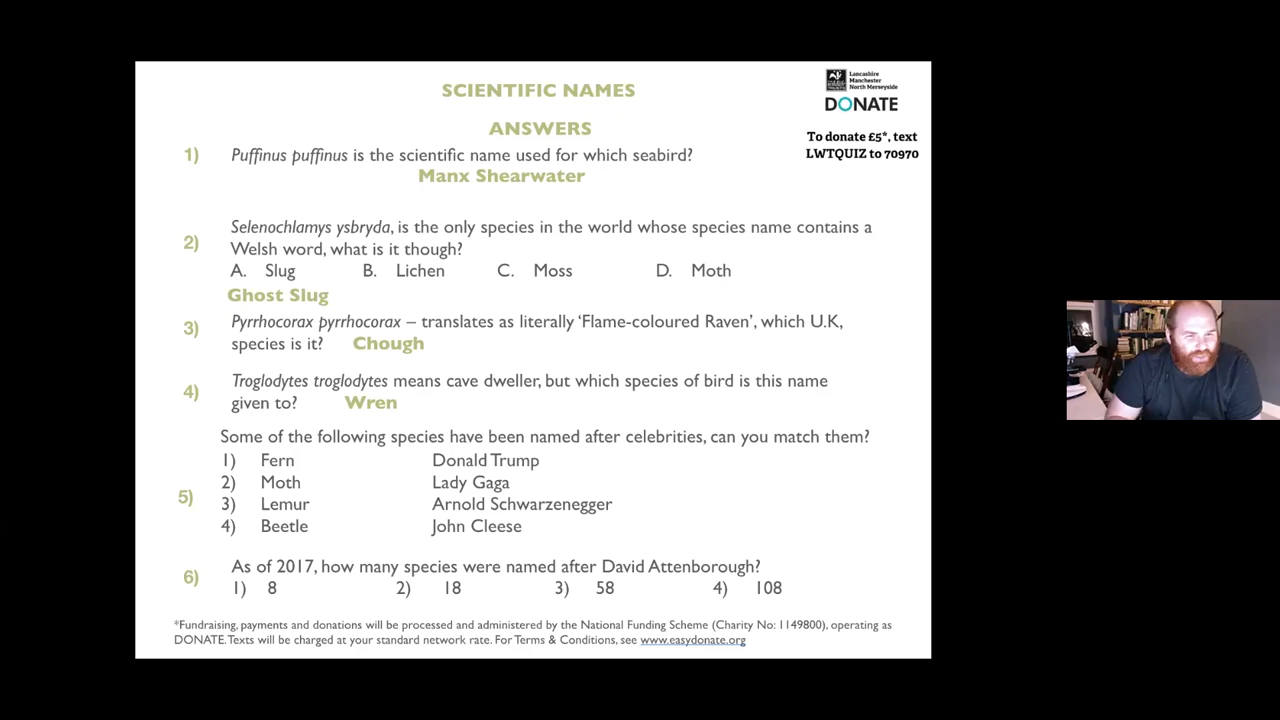 SCIENTIFIC NAMES
Lancashire
Manchester
North Merseyside
DONATE
To donate £5*, text
LWTQUIZ to 70970
ANSWERS
1) Puffinus puffinus is the scientific name used for which seabird?
Manx Shearwater
2) Selenochlamys ysbryda, is the only species in the world whose species name contains a
Welsh word, what is it though?
A. Slug B. Lichen C. Moss D. Moth
Ghost Slug
3) Pyrrhocorax pyrrhocorax – translates as literally ‘Flame-coloured Raven’, which U.K,
species is it? Chough
4) Troglodytes troglodytes means cave dweller, but which species of bird is this name
given to? Wren
5) Some of the following species have been named after celebrities, can you match them?
1) Fern Donald Trump
2) Moth Lady Gaga
3) Lemur Arnold Schwarzenegger
4) Beetle John Cleese
6) As of 2017, how many species were named after David Attenborough?
1) 8 2) 18 3) 58 4) 108
*Fundraising, payments and donations will be processed and administered by the National Funding Scheme (Charity No: 1149800), operating as
DONATE. Texts will be charged at your standard network rate. For Terms & Conditions, see www.easydonate.org